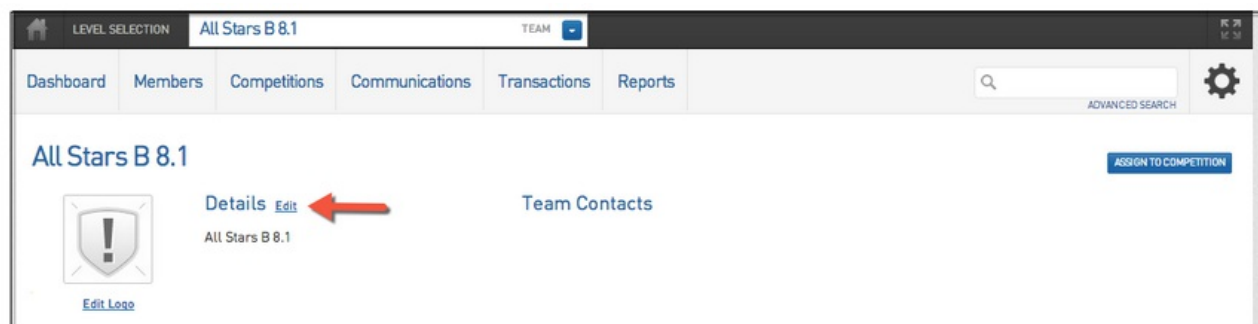 LEVEL SELECTION All Stars B 8.1 TEAM
Dashboard Members Competitions Communications Transactions Reports
ADVANCED SEARCH
All Stars B 8.1
ASSIGN TO COMPETITION
Details Edit Team Contacts
All Stars B 8.1
Edit Logo